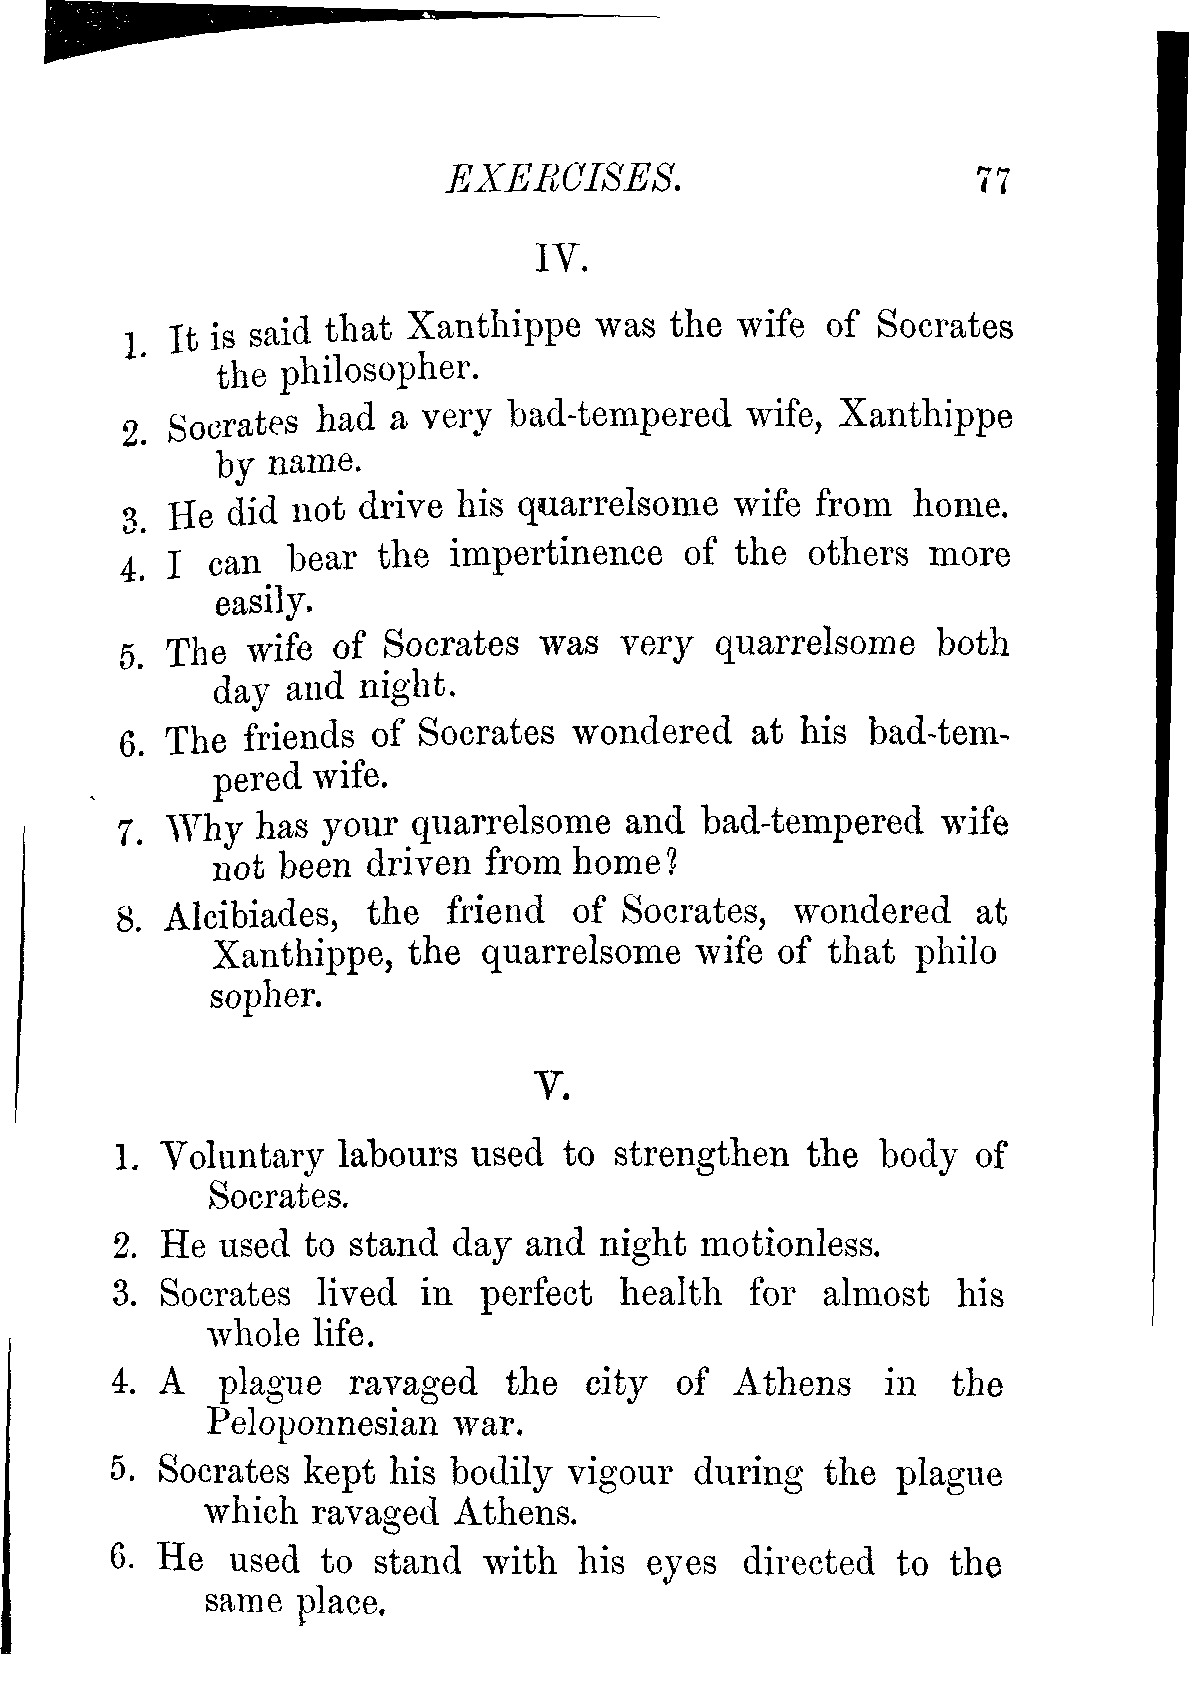 EXERCISES. 77
IV.
1. It is said that Xanthippe was the wife of Socrates
the philosopher.
2. Socrates had a very bad-tempered wife, Xanthippe
by name.
3. He did not drive his quarrelsome wife from home.
4. I can bear the impertinence of the others more
easily.
5. The wife of Socrates was very quarrelsome both
day and night.
6. The friends of Socrates wondered at his bad-tem-
pered wife.
7. Why has your quarrelsome and bad-tempered wife
not been driven from home?
8. Alcibiades, the friend of Socrates, wondered at
Xanthippe, the quarrelsome wife of that philo
sopher.
V.
1. Voluntary labours used to strengthen the body of
Socrates.
2. He used to stand day and night motionless.
3. Socrates lived in perfect health for almost his
whole life.
4. A plague ravaged the city of Athens in the
Peloponnesian war.
5. Socrates kept his bodily vigour during the plague
which ravaged Athens.
6. He used to stand with his eyes directed to the
same place.